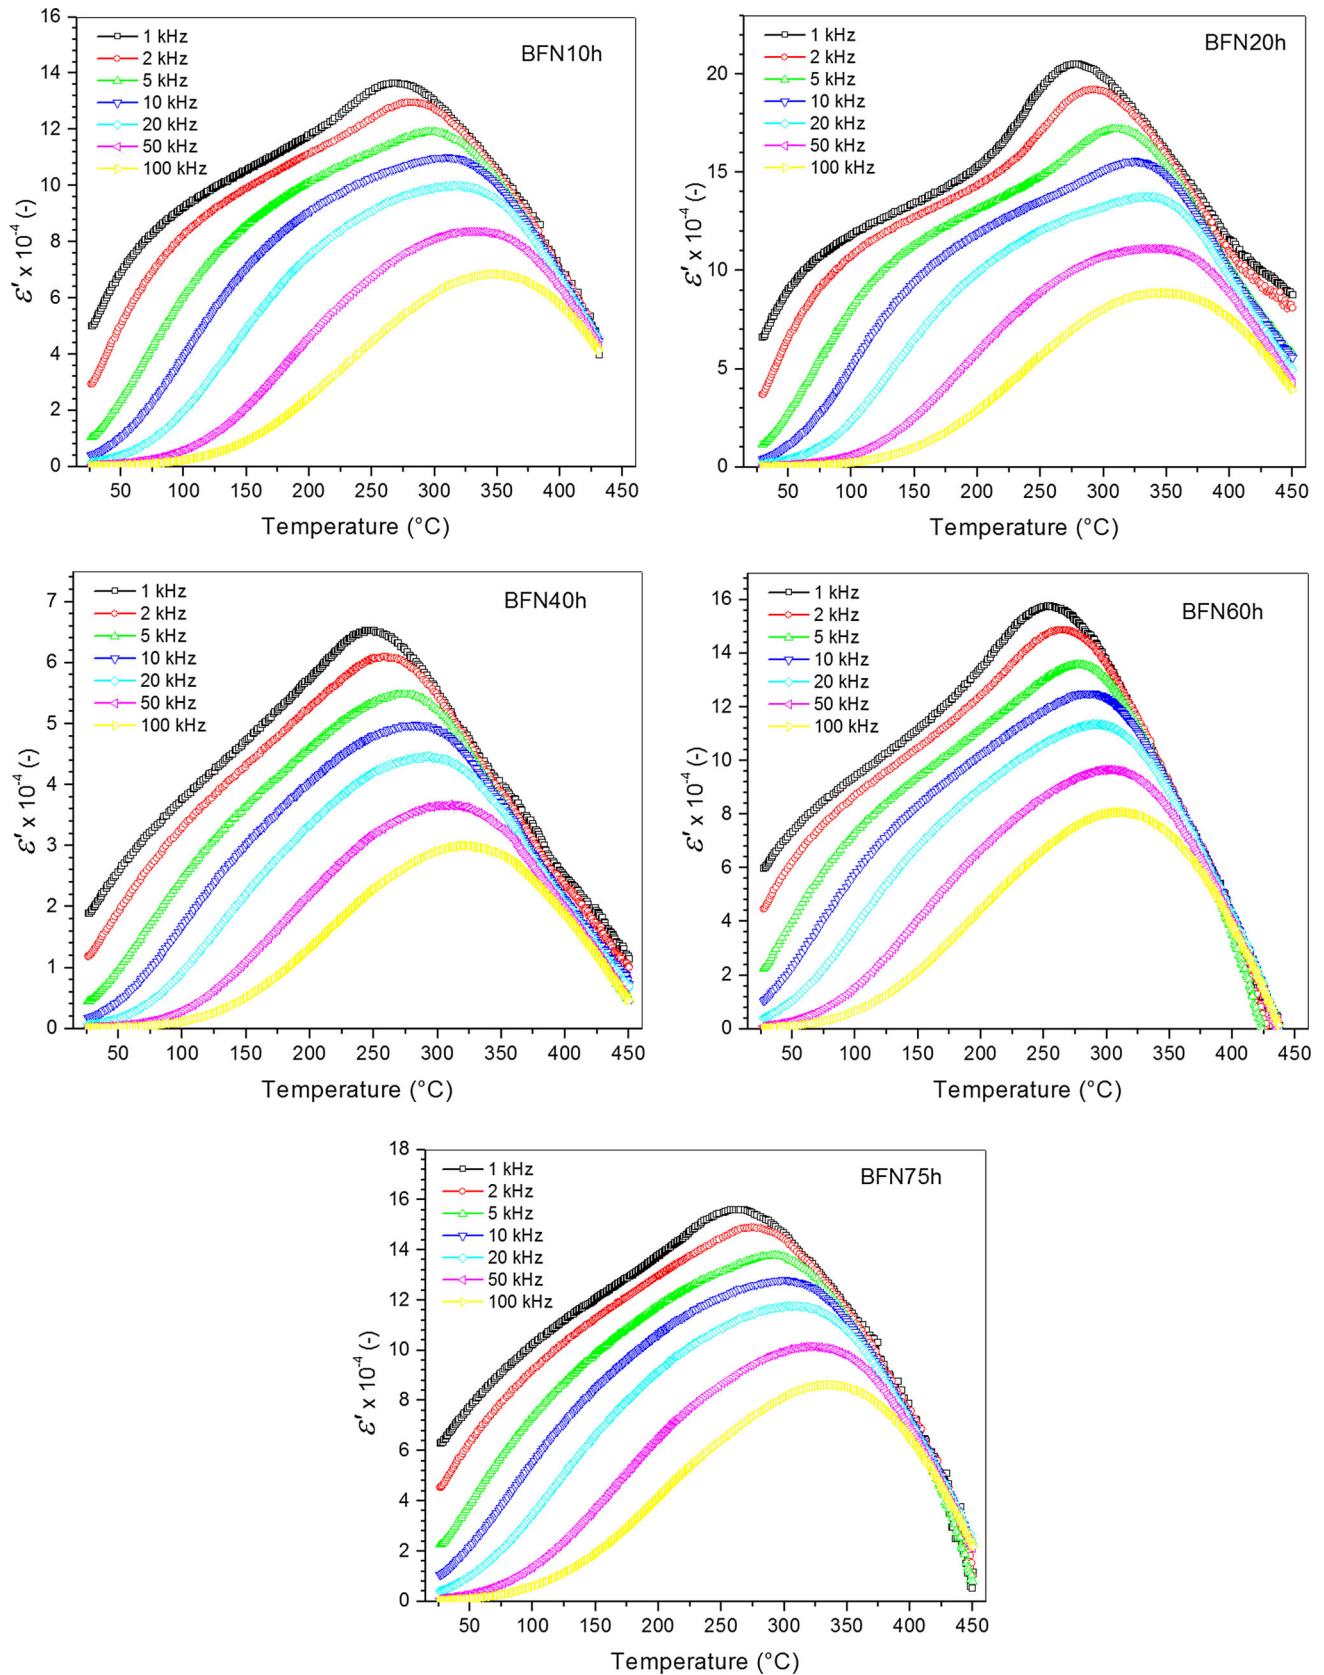 BFN10h
1 kHz
2 kHz
5 kHz
10 kHz
20 kHz
50 kHz
100 kHz
ε' x 10⁻⁴ (-)
16
14
12
10
8
6
4
2
0
50 100 150 200 250 300 350 400 450
Temperature (°C)
BFN20h
1 kHz
2 kHz
5 kHz
10 kHz
20 kHz
50 kHz
100 kHz
ε' x 10⁻⁴ (-)
20
15
10
5
0
50 100 150 200 250 300 350 400 450
Temperature (°C)
BFN40h
1 kHz
2 kHz
5 kHz
10 kHz
20 kHz
50 kHz
100 kHz
ε' x 10⁻⁴ (-)
7
6
5
4
3
2
1
0
50 100 150 200 250 300 350 400 450
Temperature (°C)
BFN60h
1 kHz
2 kHz
5 kHz
10 kHz
20 kHz
50 kHz
100 kHz
ε' x 10⁻⁴ (-)
16
14
12
10
8
6
4
2
0
50 100 150 200 250 300 350 400 450
Temperature (°C)
BFN75h
1 kHz
2 kHz
5 kHz
10 kHz
20 kHz
50 kHz
100 kHz
ε' x 10⁻⁴ (-)
18
16
14
12
10
8
6
4
2
0
50 100 150 200 250 300 350 400 450
Temperature (°C)